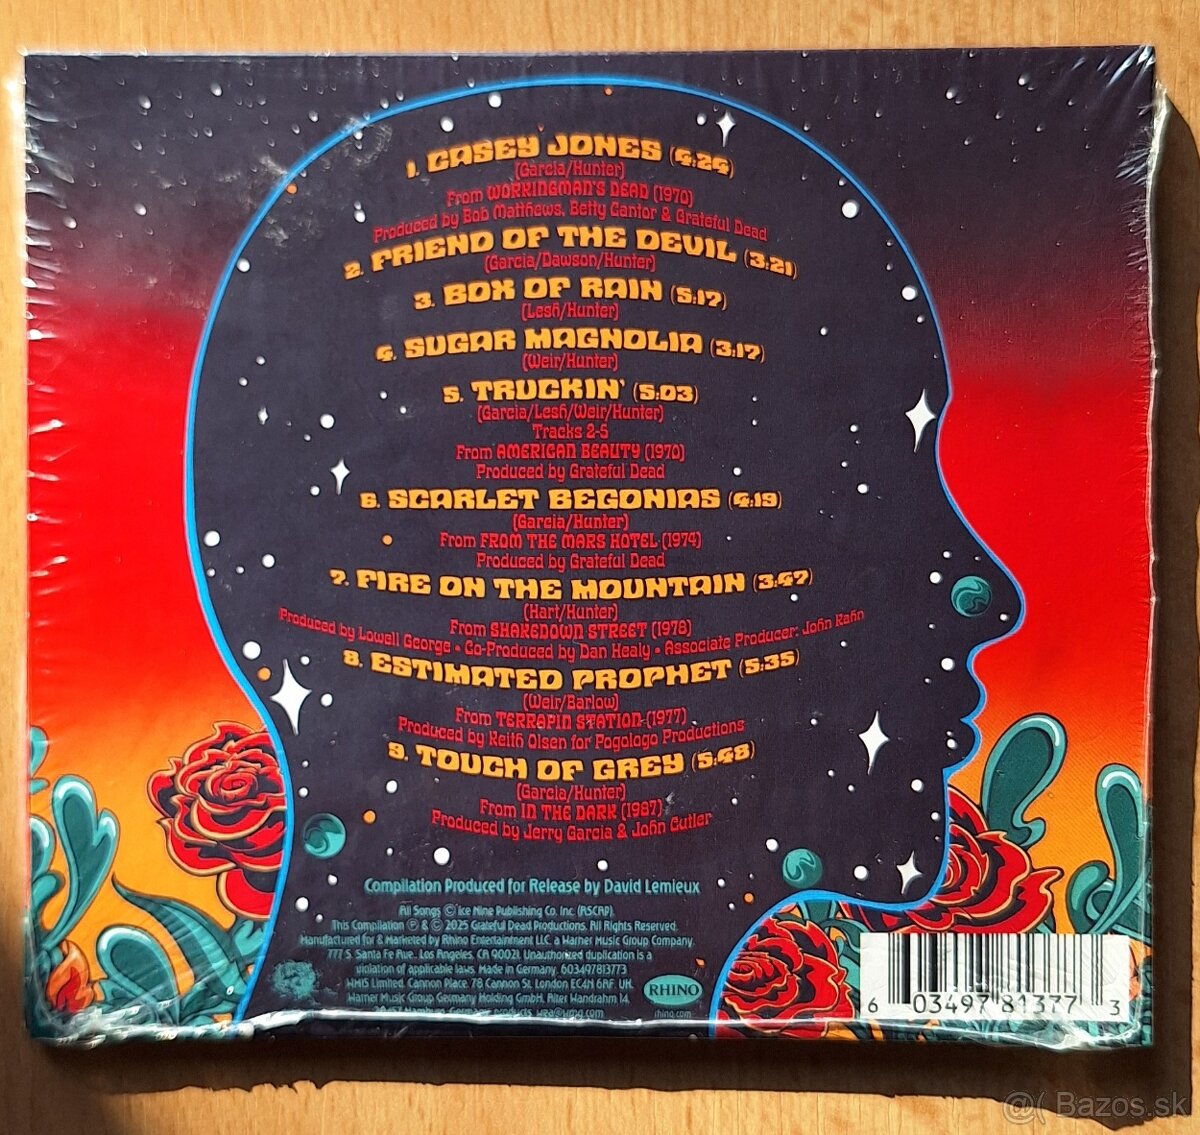 1. CASEY JONES (4:24)
(Garcia/Hunter)
From WORKINGMAN'S DEAD (1970)
Produced by Bob Matthews, Betty Cantor & Grateful Dead
2. FRIEND OF THE DEVIL (3:21)
(Garcia/Dawson/Hunter)
3. BOX OF RAIN (5:17)
(Lesh/Hunter)
4. SUGAR MAGNOLIA (3:17)
(Weir/Hunter)
5. TRUCKIN' (5:03)
(Garcia/Lesh/Weir/Hunter)
Tracks 2-5
From AMERICAN BEAUTY (1970)
Produced by Grateful Dead
6. SCARLET BEGONIAS (4:19)
(Garcia/Hunter)
From FROM THE MARS HOTEL (1974)
Produced by Grateful Dead
7. FIRE ON THE MOUNTAIN (3:47)
(Hart/Hunter)
From SHAKEDOWN STREET (1978)
Produced by Lowell George • Co-Produced by Dan Healy • Associate Producer: John Kahn
8. ESTIMATED PROPHET (5:35)
(Weir/Barlow)
From TERRAPIN STATION (1977)
Produced by Keith Olsen for Pogologo Productions
9. TOUCH OF GREY (5:48)
(Garcia/Hunter)
From IN THE DARK (1987)
Produced by Jerry Garcia & John Cutler
Compilation Produced for Release by David Lemieux
All Songs © Ice Nine Publishing Co. Inc. (ASCAP).
This Compilation ℗ & © 2025 Grateful Dead Productions. All Rights Reserved.
Manufactured for & Marketed by Rhino Entertainment LLC, a Warner Music Group Company.
777 S. Santa Fe Ave., Los Angeles, CA 90021. Unauthorized duplication is a
violation of applicable laws. Made in Germany. 603497813773
WMIS Limited, Cannon Place, 78 Cannon St, London EC4N 6AF, UK.
Warner Music Group Germany Holding GmbH, Alter Wandrahm 14,
Hamburg, Germany
RHINO
rhino.com
6 03497 81377 3
@( Bazos.sk